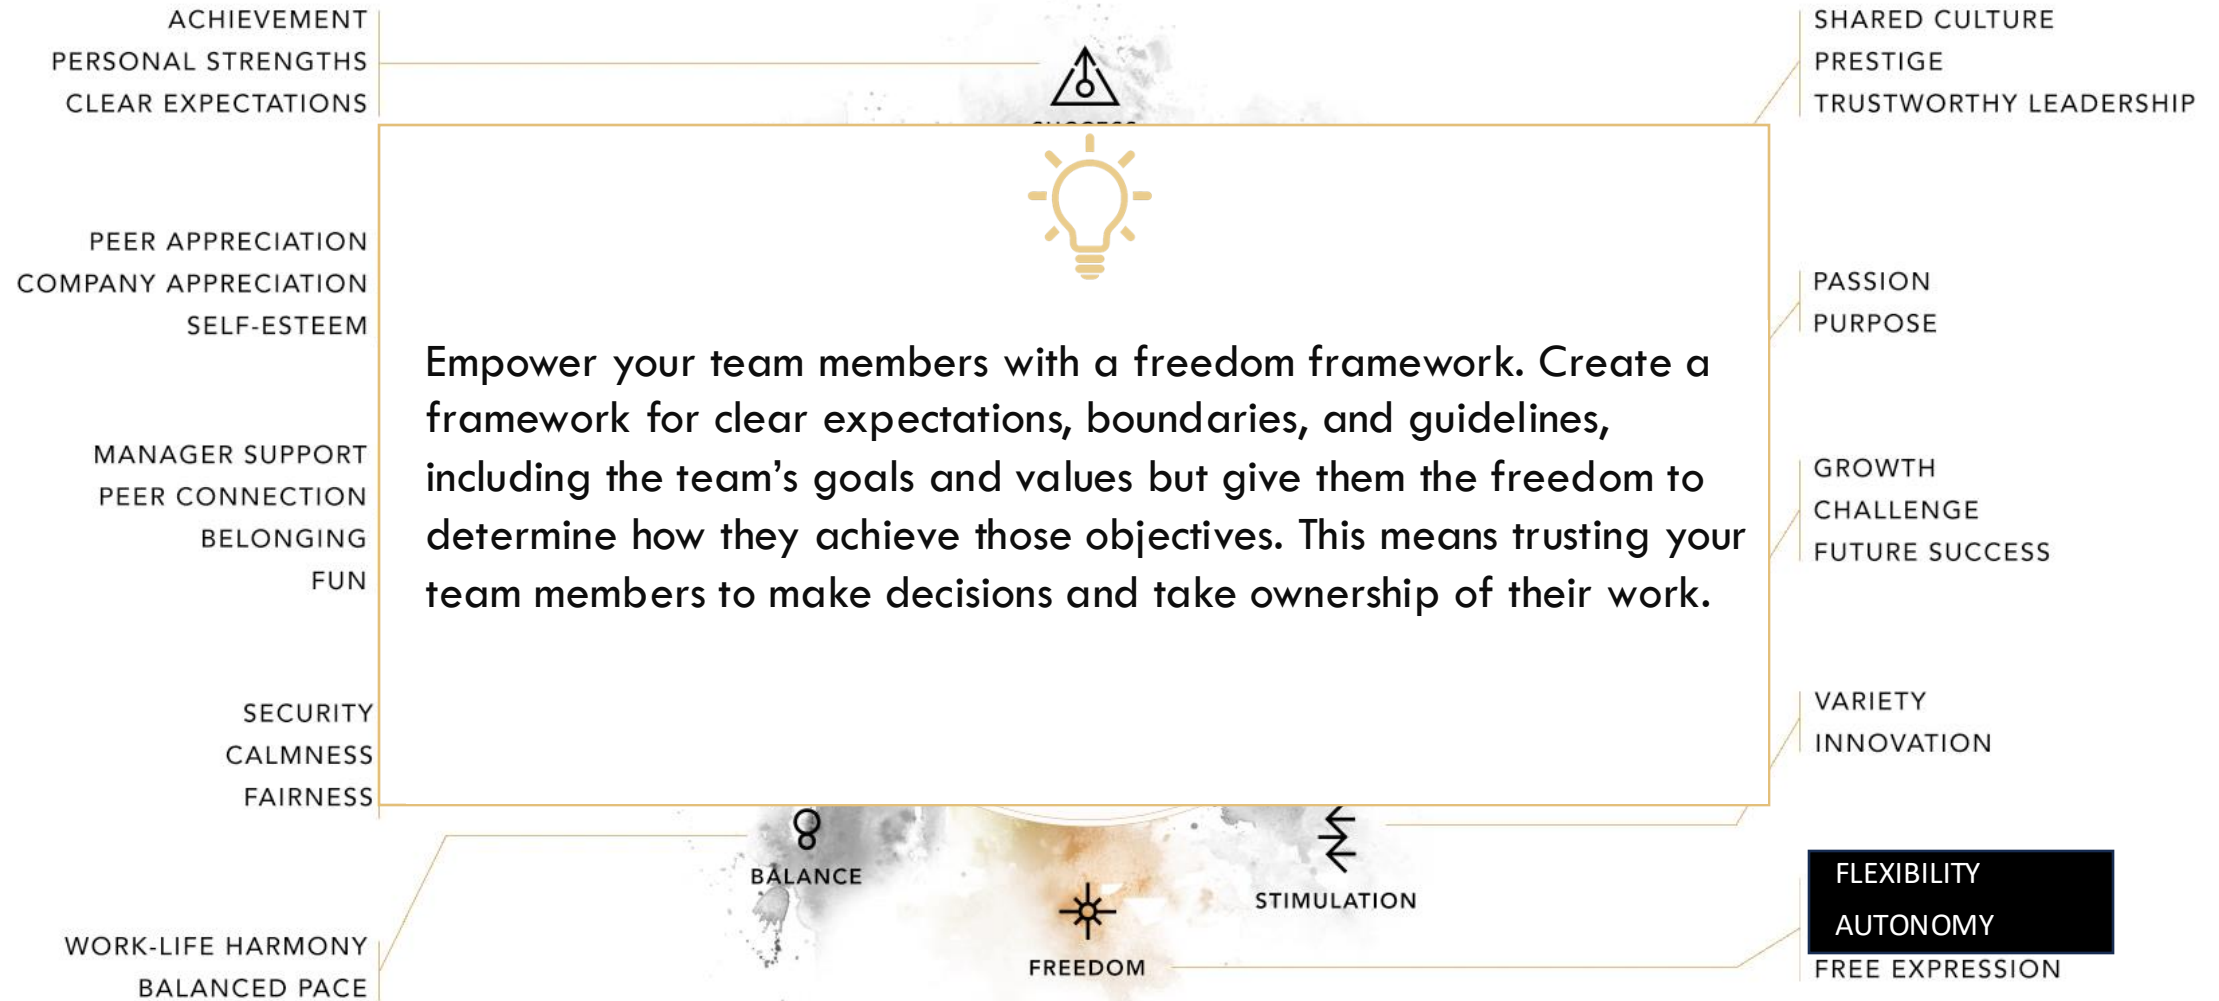 ACHIEVEMENT
PERSONAL STRENGTHS
CLEAR EXPECTATIONS
PEER APPRECIATION
COMPANY APPRECIATION
SELF-ESTEEM
MANAGER SUPPORT
PEER CONNECTION
BELONGING
FUN
SECURITY
CALMNESS
FAIRNESS
WORK-LIFE HARMONY
BALANCED PACE
Empower your team members with a freedom framework. Create a
framework for clear expectations, boundaries, and guidelines,
including the team’s goals and values but give them the freedom to
determine how they achieve those objectives. This means trusting your
team members to make decisions and take ownership of their work.
BALANCE
FREEDOM
STIMULATION
SHARED CULTURE
PRESTIGE
TRUSTWORTHY LEADERSHIP
PASSION
PURPOSE
GROWTH
CHALLENGE
FUTURE SUCCESS
VARIETY
INNOVATION
FLEXIBILITY
AUTONOMY
FREE EXPRESSION